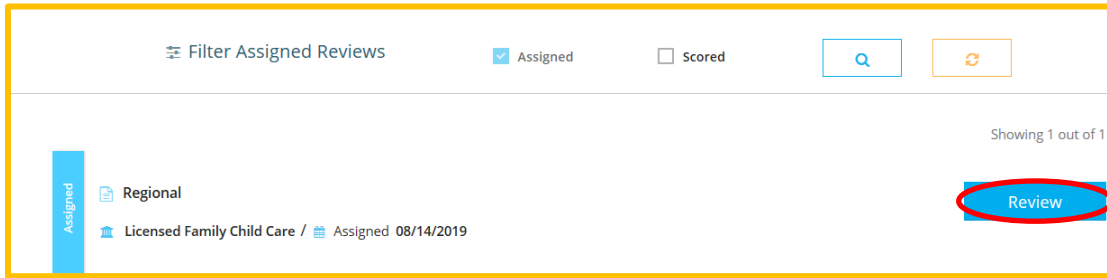 Filter Assigned Reviews Assigned Scored
Showing 1 out of 1
Assigned
Regional
Review
Licensed Family Child Care / Assigned 08/14/2019